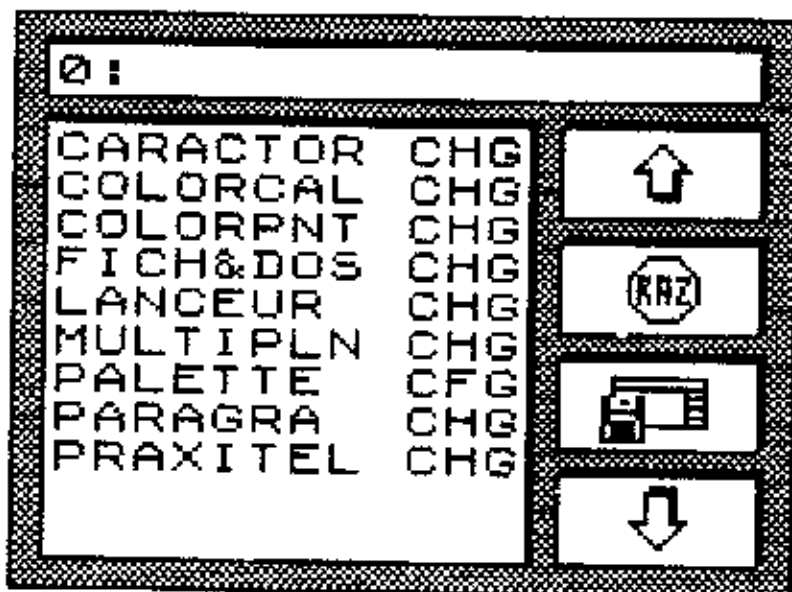 0:
CARACTOR CHG
COLORCAL CHG
COLORPNT CHG
FICH&DOS CHG
LANCEUR CHG
MULTIPLN CHG
PALETTE CFG
PARAGRA CHG
PRAXITEL CHG
RAZ